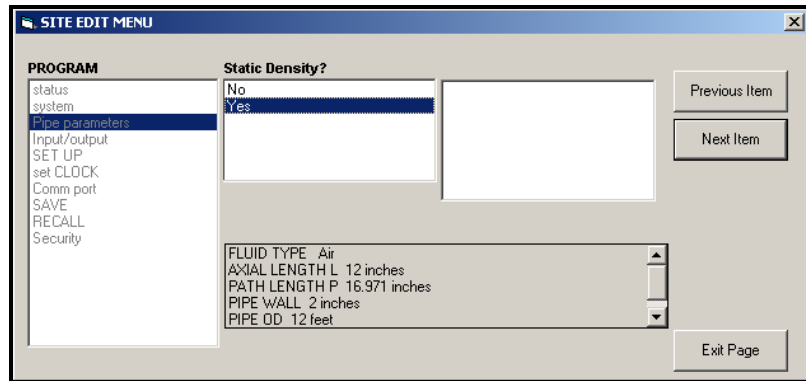 SITE EDIT MENU
PROGRAM
status
system
Pipe parameters
Input/output
SET UP
set CLOCK
Comm port
SAVE
RECALL
Security
Static Density?
No
Yes
FLUID TYPE Air
AXIAL LENGTH L 12 inches
PATH LENGTH P 16.971 inches
PIPE WALL 2 inches
PIPE OD 12 feet
Previous Item
Next Item
Exit Page